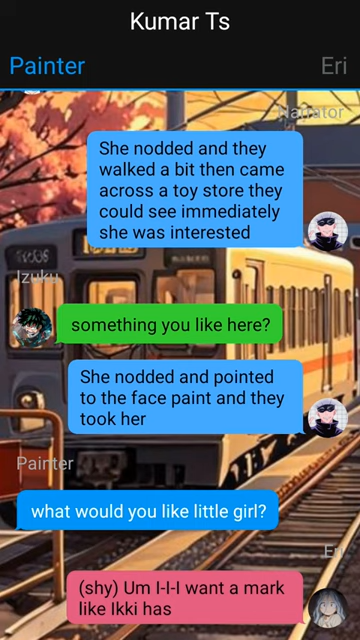 Kumar Ts
Painter
Eri
Narrator
She nodded and they
walked a bit then came
across a toy store they
could see immediately
she was interested
Izuku
something you like here?
She nodded and pointed
to the face paint and they
took her
Painter
what would you like little girl?
Eri
(shy) Um I-I-I want a mark
like Ikki has